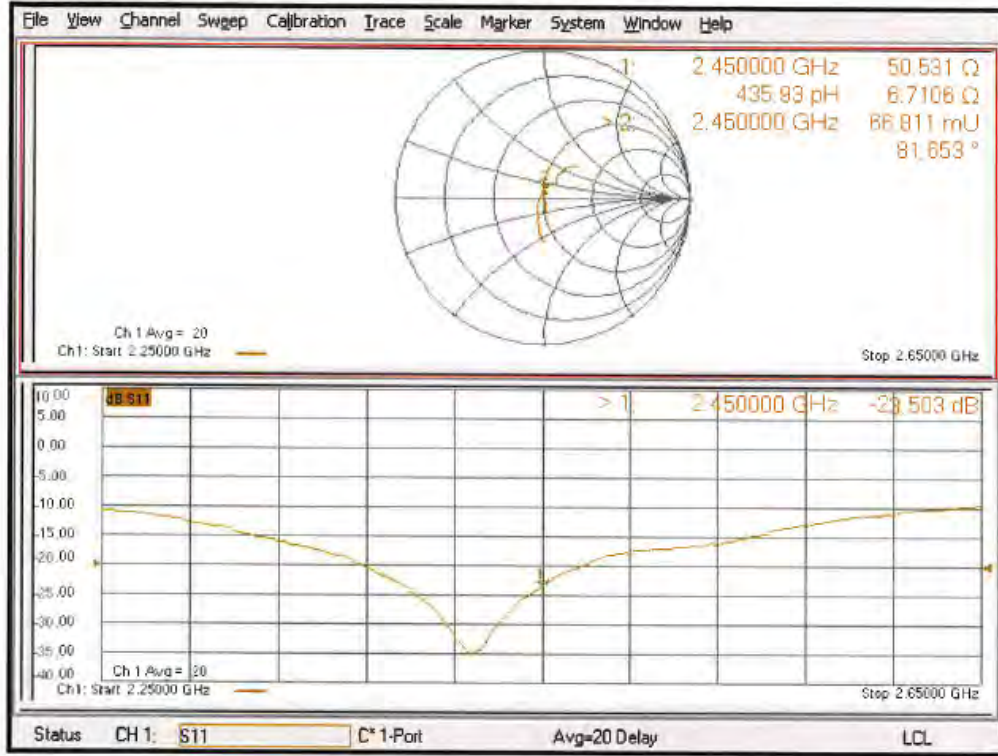 File View Channel Sweep Calibration Trace Scale Marker System Window Help
1: 2.450000 GHz 50.531 Ω
435.93 pH 6.7106 Ω
> 2: 2.450000 GHz 66.811 mU
81.653 °
Ch 1 Avg = 20
Ch1: Start 2.25000 GHz
Stop 2.65000 GHz
10.00
dB S11
> 1: 2.450000 GHz -23.503 dB
5.00
0.00
-5.00
-10.00
-15.00
-20.00
-25.00
-30.00
-35.00
-40.00
1
Ch 1 Avg = 20
Ch1: Start 2.25000 GHz
Stop 2.65000 GHz
Status CH 1: S11 C* 1-Port Avg=20 Delay LCL